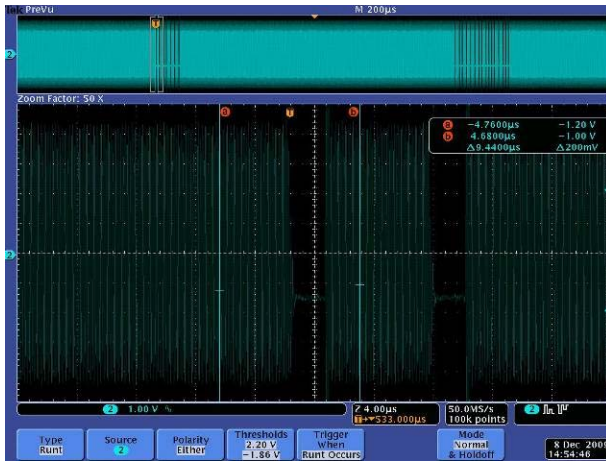 Tek PreVu M 200µs
2
T
Zoom Factor: 50 X
a T b
a −4.7600µs −1.20 V
b 4.6800µs −1.00 V
Δ9.4400µs Δ200mV
2
2 1.00 V
Z 4.00µs
T→▼533.000µs
50.0MS/s
100k points
2
Type
Runt
Source
2
Polarity
Either
Thresholds
2.20 V
−1.86 V
Trigger
When
Runt Occurs
Mode
Normal
& Holdoff
8 Dec 2009
14:54:46